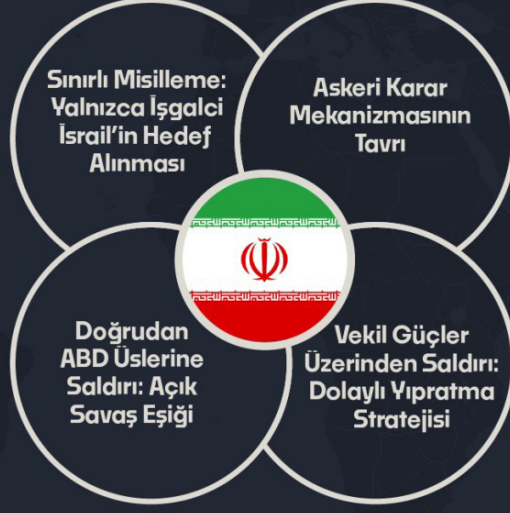 Sınırlı Misilleme:
Yalnızca İşgalci
İsrail'in Hedef
Alınması
Askeri Karar
Mekanizmasının
Tavrı
Doğrudan
ABD Üslerine
Saldırı: Açık
Savaş Eşiği
Vekil Güçler
Üzerinden Saldırı:
Dolaylı Yıpratma
Stratejisi